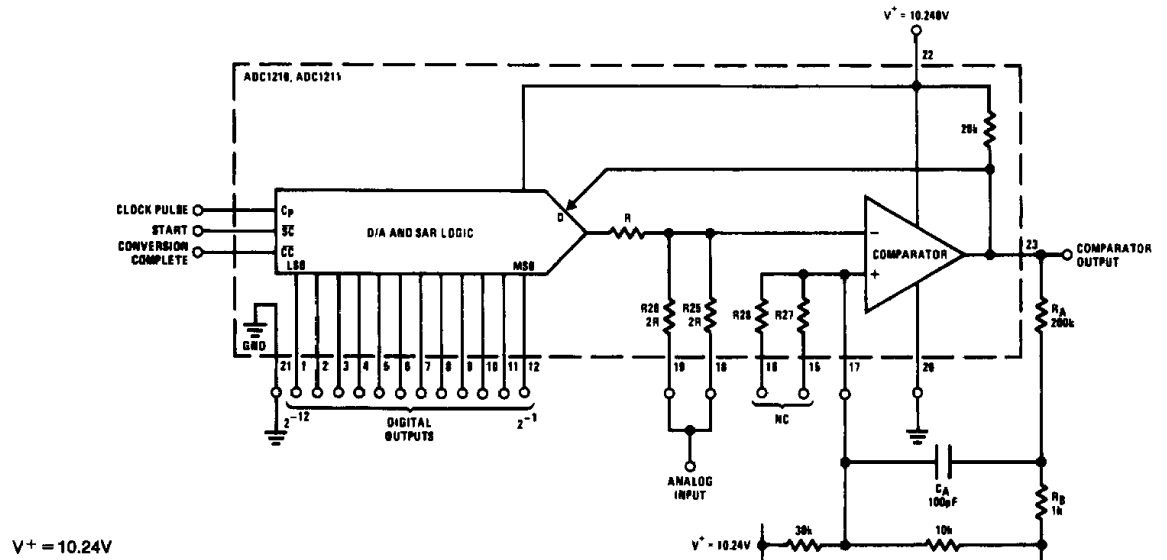 V+ = 10.240V
22
ADC1210, ADC1211
20k
CLOCK PULSE
START
CONVERSION COMPLETE
CP
SC
CC
D/A AND SAR LOGIC
LSB
MSB
D
R
−
+
COMPARATOR
23
COMPARATOR OUTPUT
R26
2R
R25
2R
R28
R27
RA
200k
GND
21
1
2
3
4
5
6
7
8
9
10
11
12
19
18
16
15
17
20
2-12
DIGITAL OUTPUTS
2-1
NC
ANALOG INPUT
CA
100pF
RB
1k
V+ = 10.24V
V+ = 10.24V
30k
10k